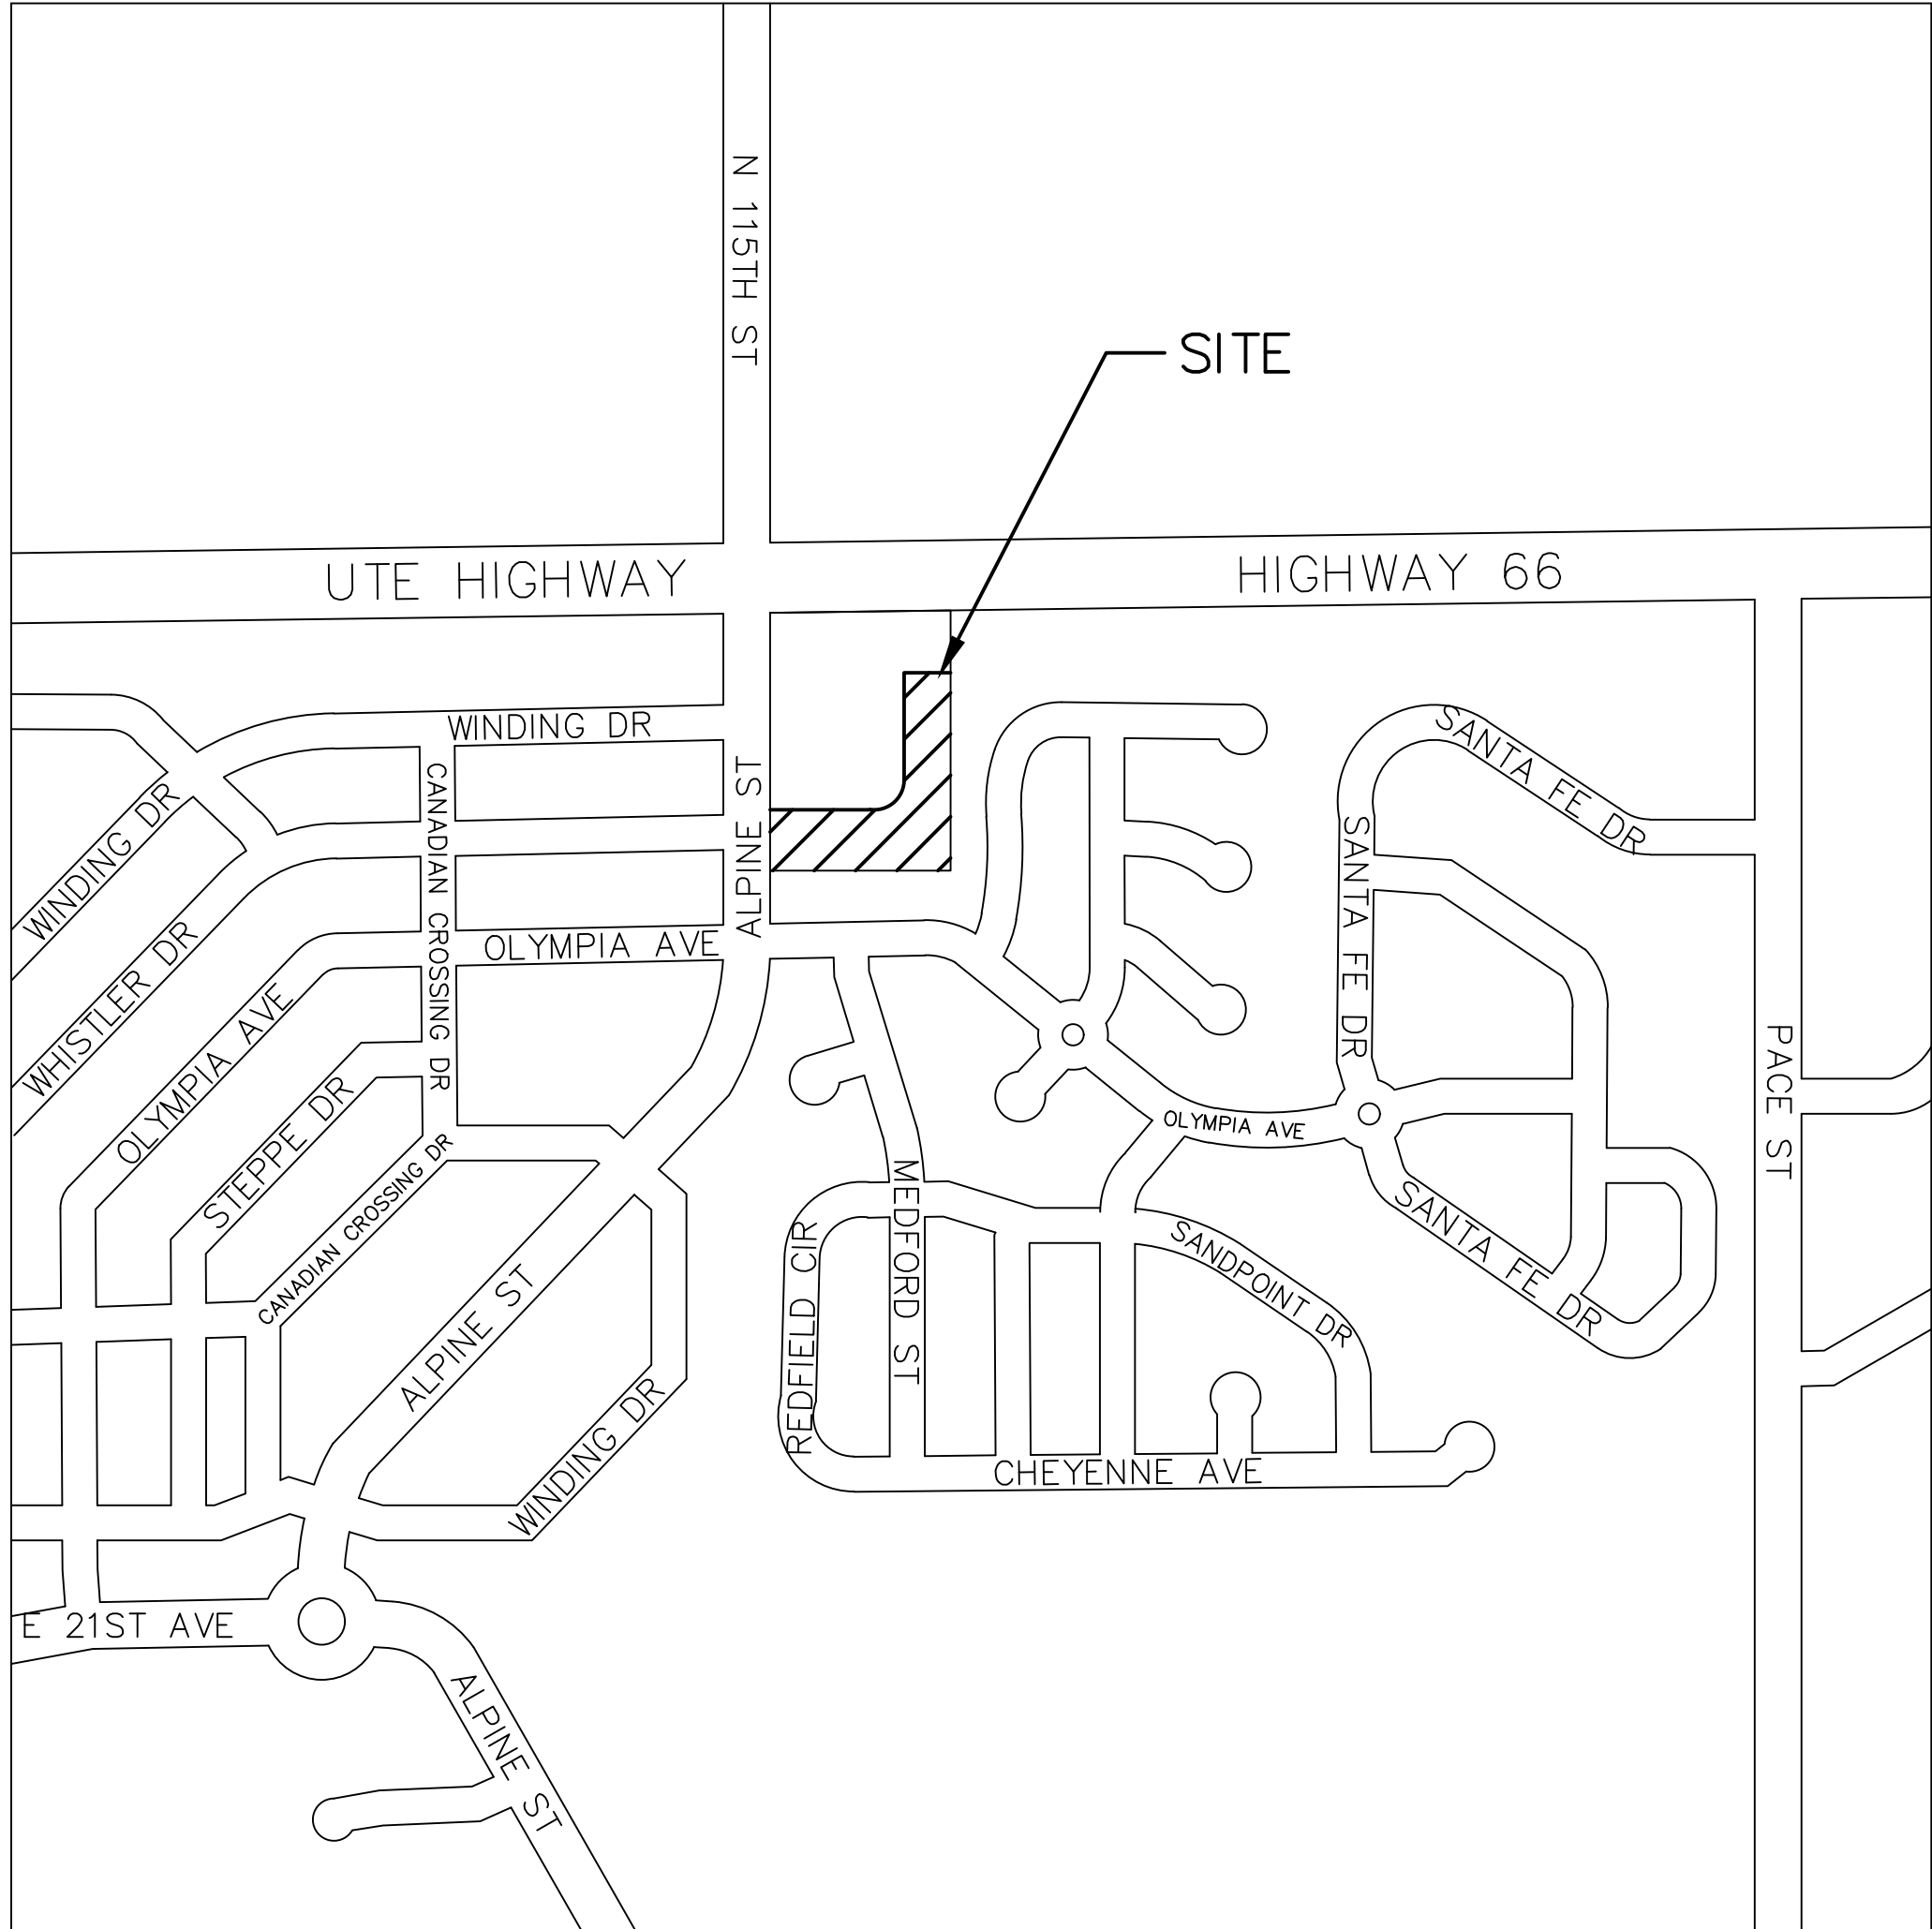 N 115TH ST
SITE
UTE HIGHWAY
HIGHWAY 66
WINDING DR
SANTA FE DR
ALPINE ST
CANADIAN CROSSING DR
WINDING DR
SANTA FE DR
WHISTLER DR
OLYMPIA AVE
OLYMPIA AVE
PACE ST
STEPPE DR
OLYMPIA AVE
CANADIAN CROSSING DR
MEDFORD ST
SANTA FE DR
REDFIELD CIR
SANDPOINT DR
ALPINE ST
WINDING DR
CHEYENNE AVE
E 21ST AVE
ALPINE ST